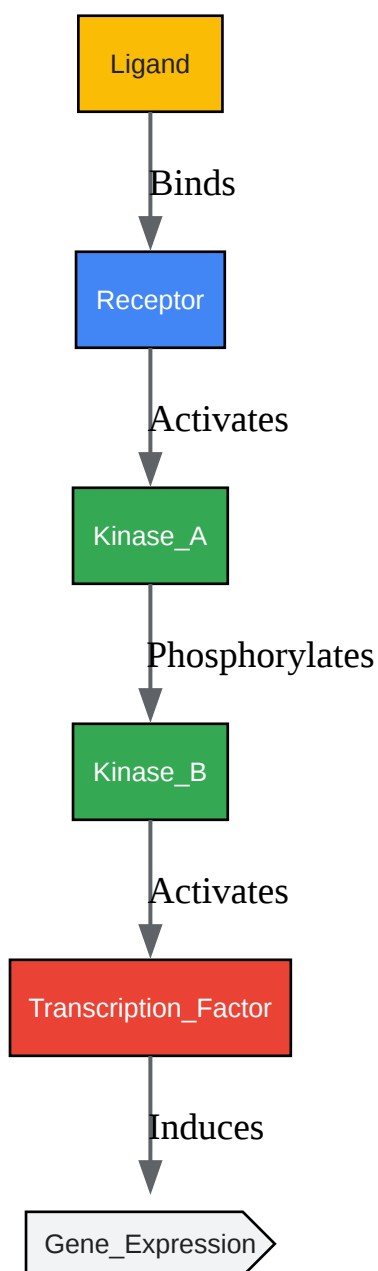 Ligand
Binds
Receptor
Activates
Kinase_A
Phosphorylates
Kinase_B
Activates
Transcription_Factor
Induces
Gene_Expression